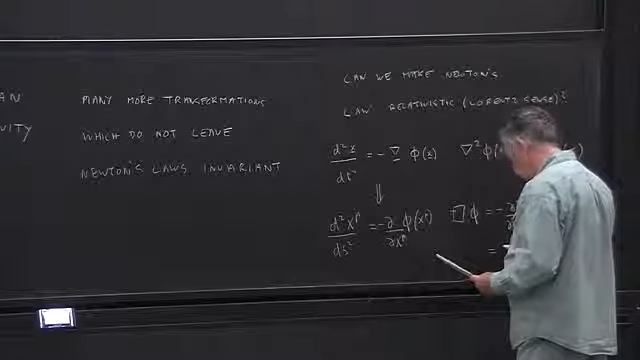 AN
VITY
MANY MORE TRANSFORMATIONS
WHICH DO NOT LEAVE
NEWTON'S LAWS INVARIANT
CAN WE MAKE NEWTON'S
LAW RELATIVISTIC (LORENTZ SENSE)?
d²x/dt² = -∇ Φ(x) ∇²Φ(
⇓
d²x^μ/ds² = -∂/∂x^μ Φ(x^μ) □ Φ = -
=